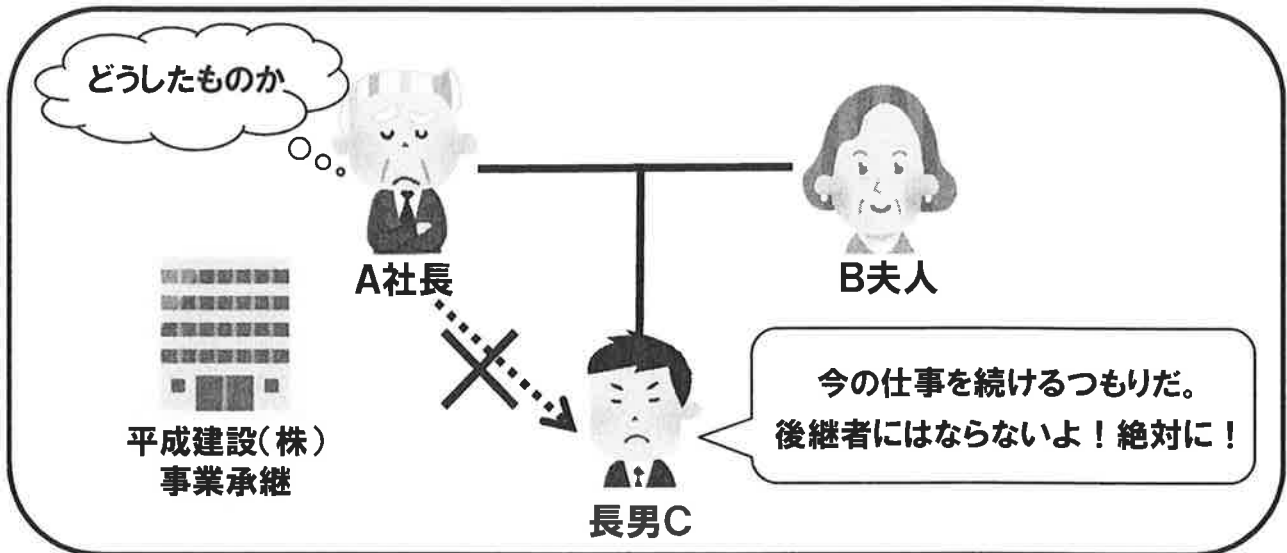 どうしたものか
A社長
B夫人
平成建設(株)
事業承継
今の仕事を続けるつもりだ。
後継者にはならないよ!絶対に!
長男C